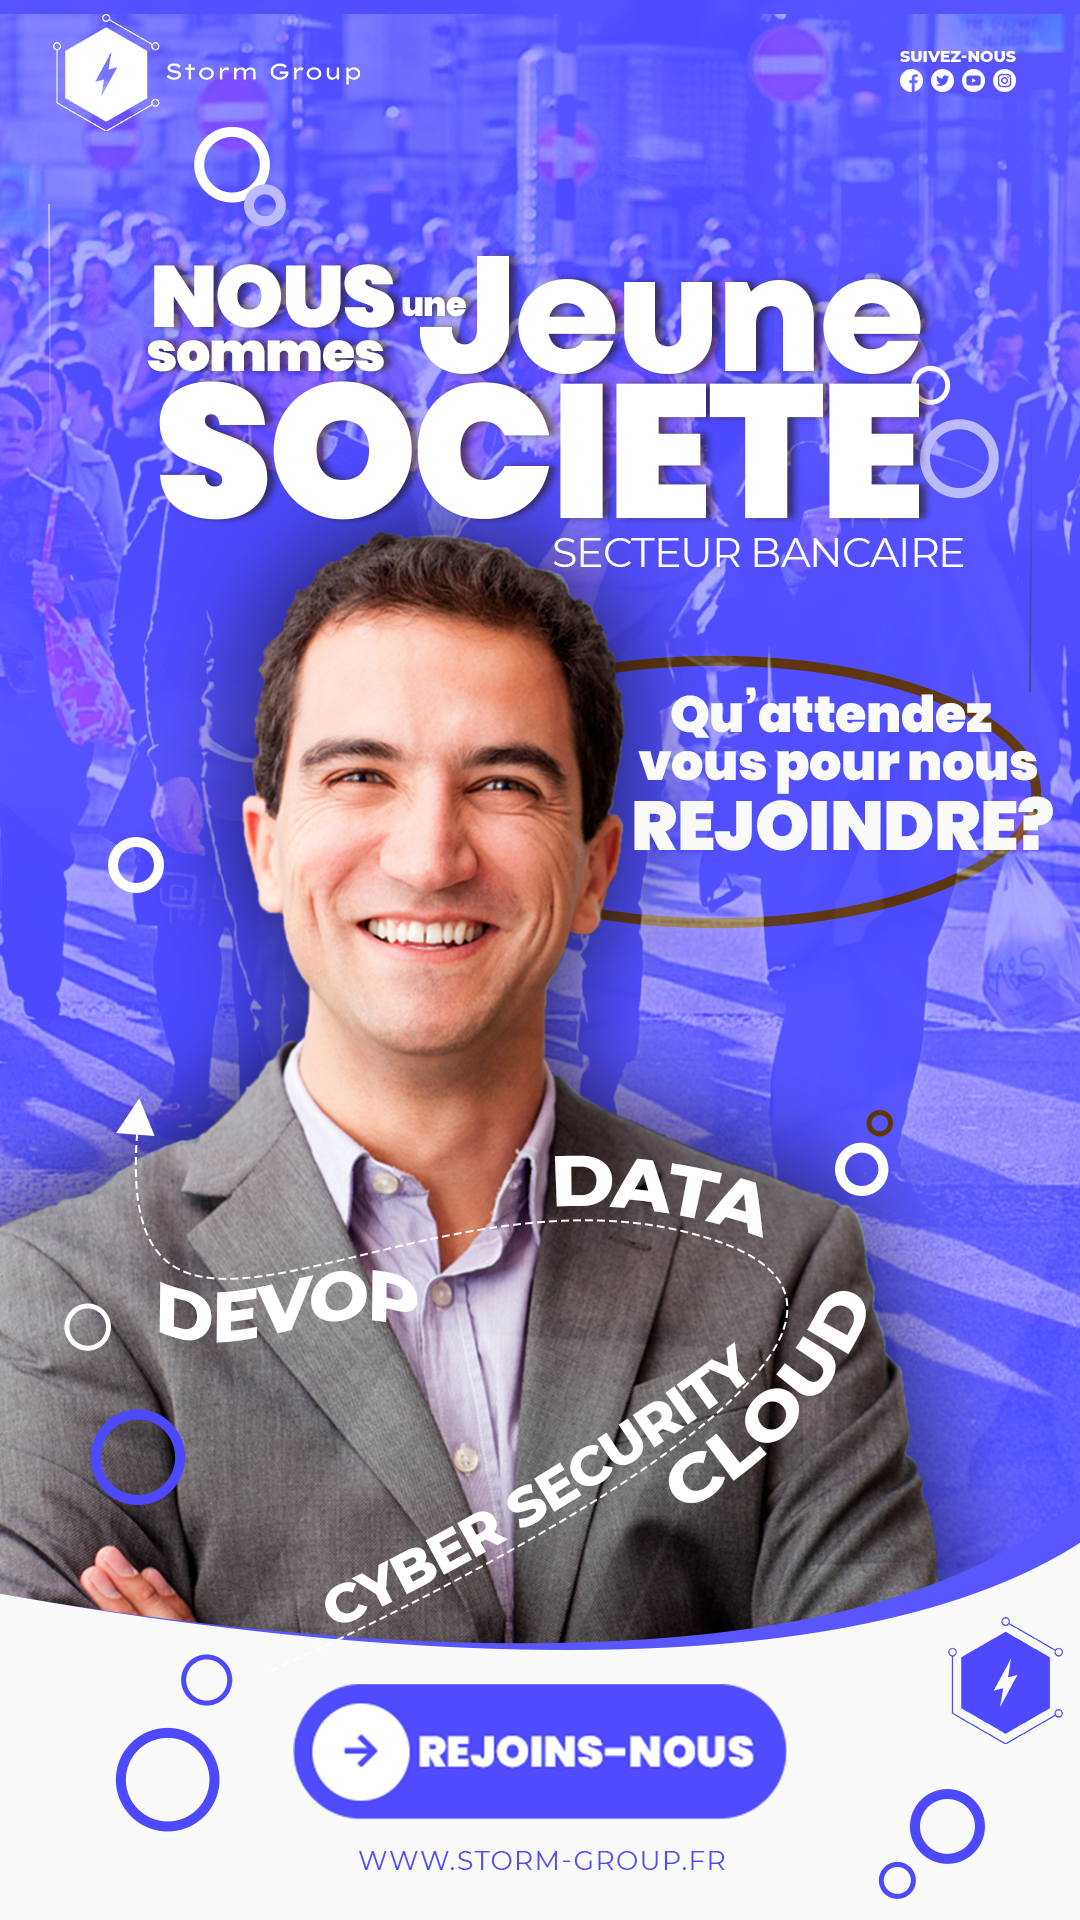 Storm Group
SUIVEZ-NOUS
NOUS une Jeune
sommes
SOCIETE
SECTEUR BANCAIRE
Qu'attendez
vous pour nous
REJOINDRE?
M&S
DATA
DEVOP
CLOUD
CYBER SECURITY
REJOINS-NOUS
WWW.STORM-GROUP.FR